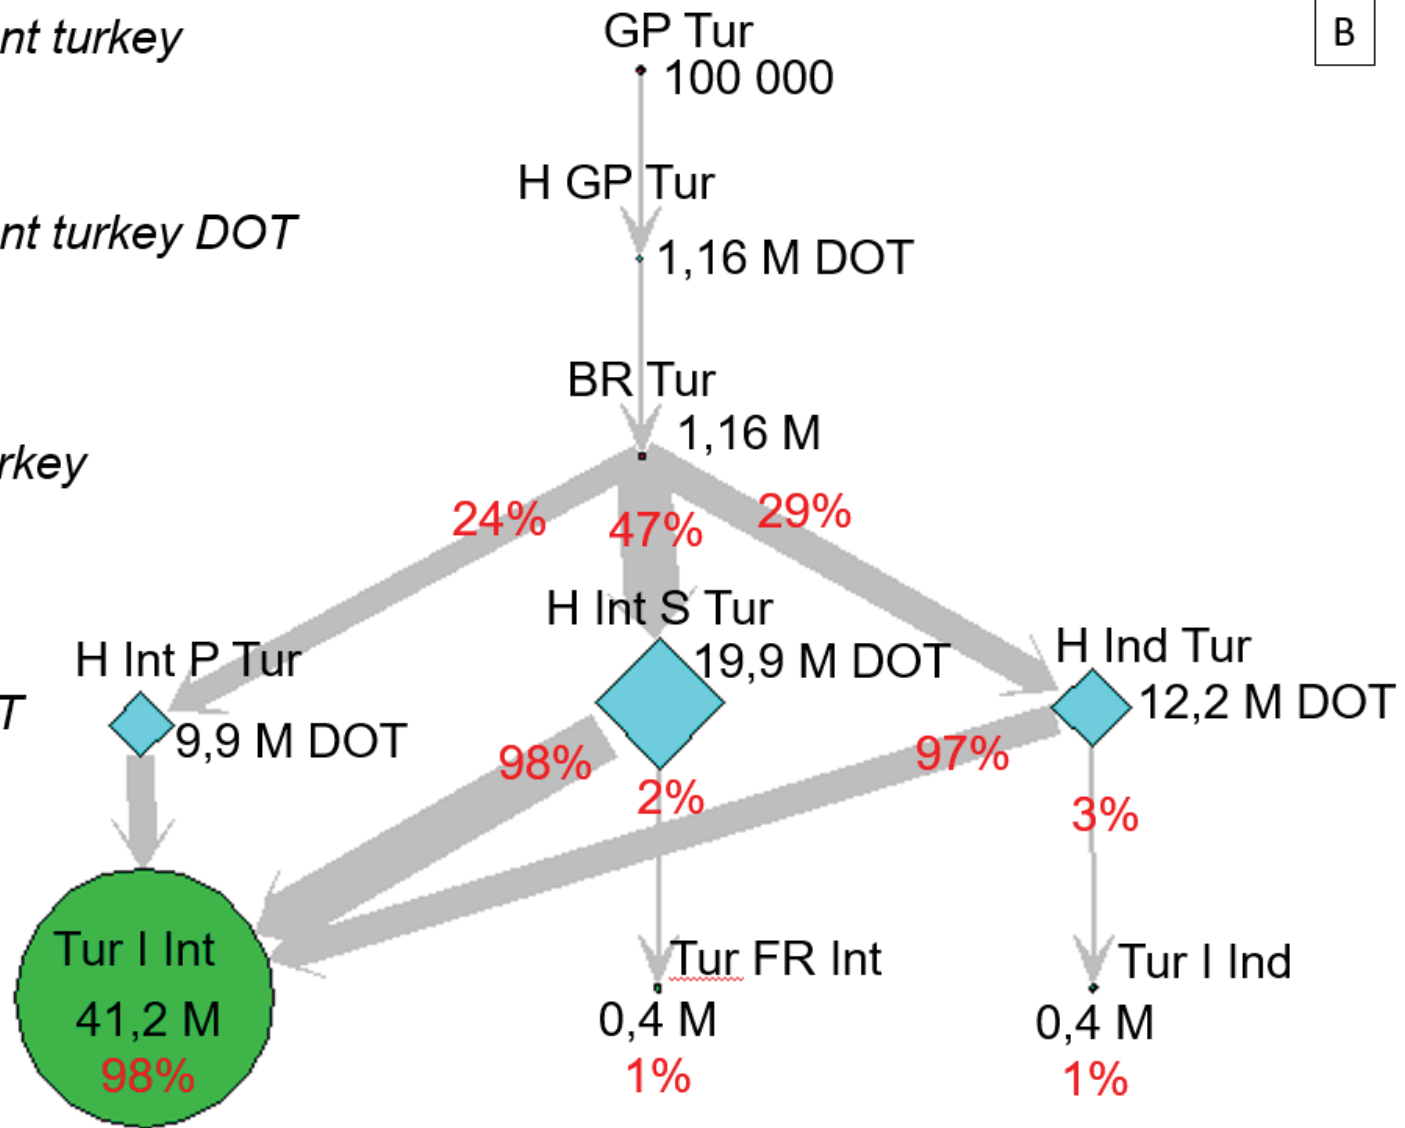 nt turkey
GP Tur
B
100 000
H GP Tur
nt turkey DOT
1,16 M DOT
BR Tur
1,16 M
rkey
24%
47%
29%
H Int S Tur
H Int P Tur
19,9 M DOT
H Ind Tur
12,2 M DOT
T
9,9 M DOT
98%
2%
97%
3%
Tur I Int
41,2 M
98%
Tur FR Int
0,4 M
1%
Tur I Ind
0,4 M
1%